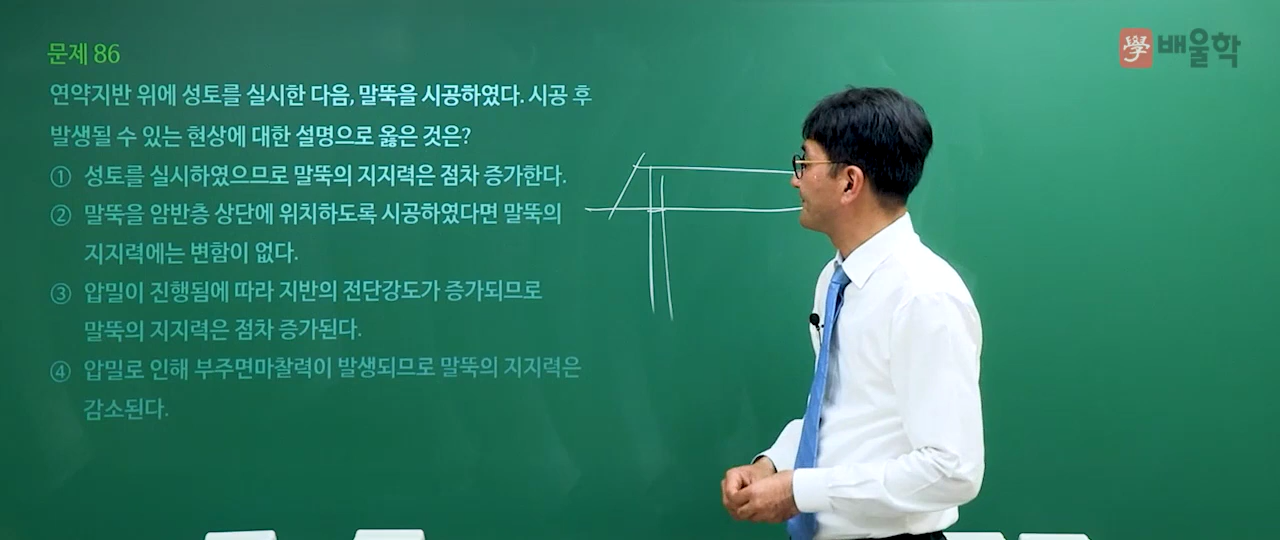 문제 86
學 배울학
연약지반 위에 성토를 실시한 다음, 말뚝을 시공하였다. 시공 후
발생될 수 있는 현상에 대한 설명으로 옳은 것은?
① 성토를 실시하였으므로 말뚝의 지지력은 점차 증가한다.
② 말뚝을 암반층 상단에 위치하도록 시공하였다면 말뚝의
지지력에는 변함이 없다.
③ 압밀이 진행됨에 따라 지반의 전단강도가 증가되므로
말뚝의 지지력은 점차 증가된다.
④ 압밀로 인해 부주면마찰력이 발생되므로 말뚝의 지지력은
감소된다.